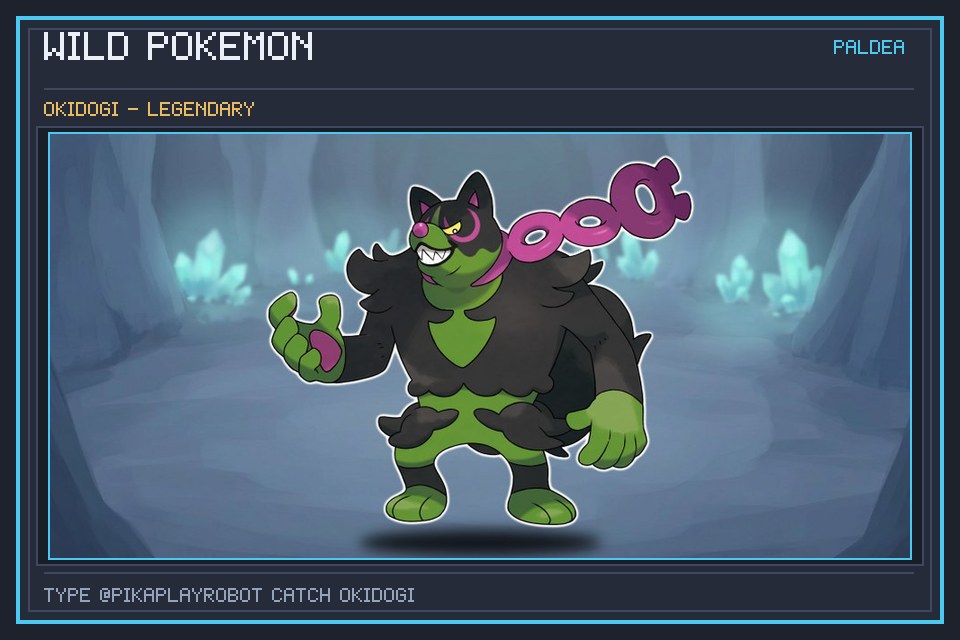 WILD POKEMON
PALDEA
OKIDOGI - LEGENDARY
TYPE @PIKAPLAYROBOT CATCH OKIDOGI